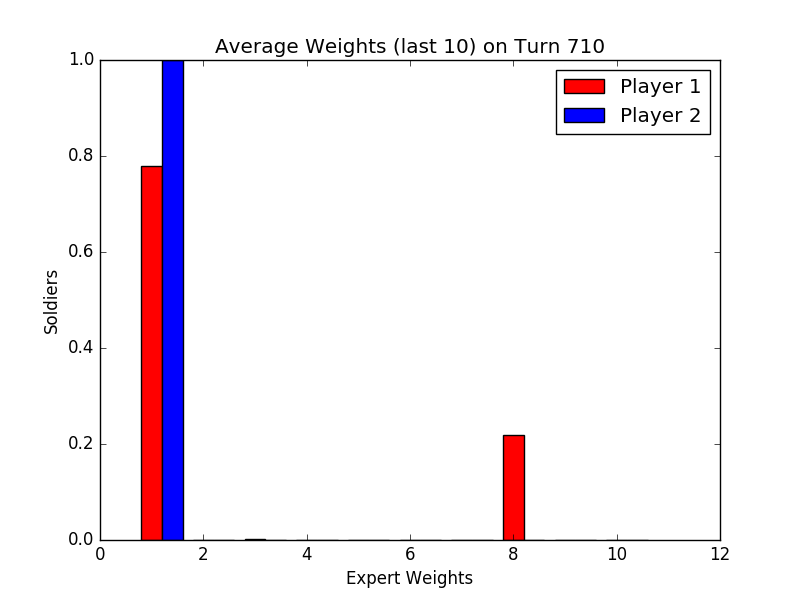 Average Weights (last 10) on Turn 710
Player 1
Player 2
1.0
0.8
0.6
0.4
0.2
0.0
Soldiers
0 2 4 6 8 10 12
Expert Weights